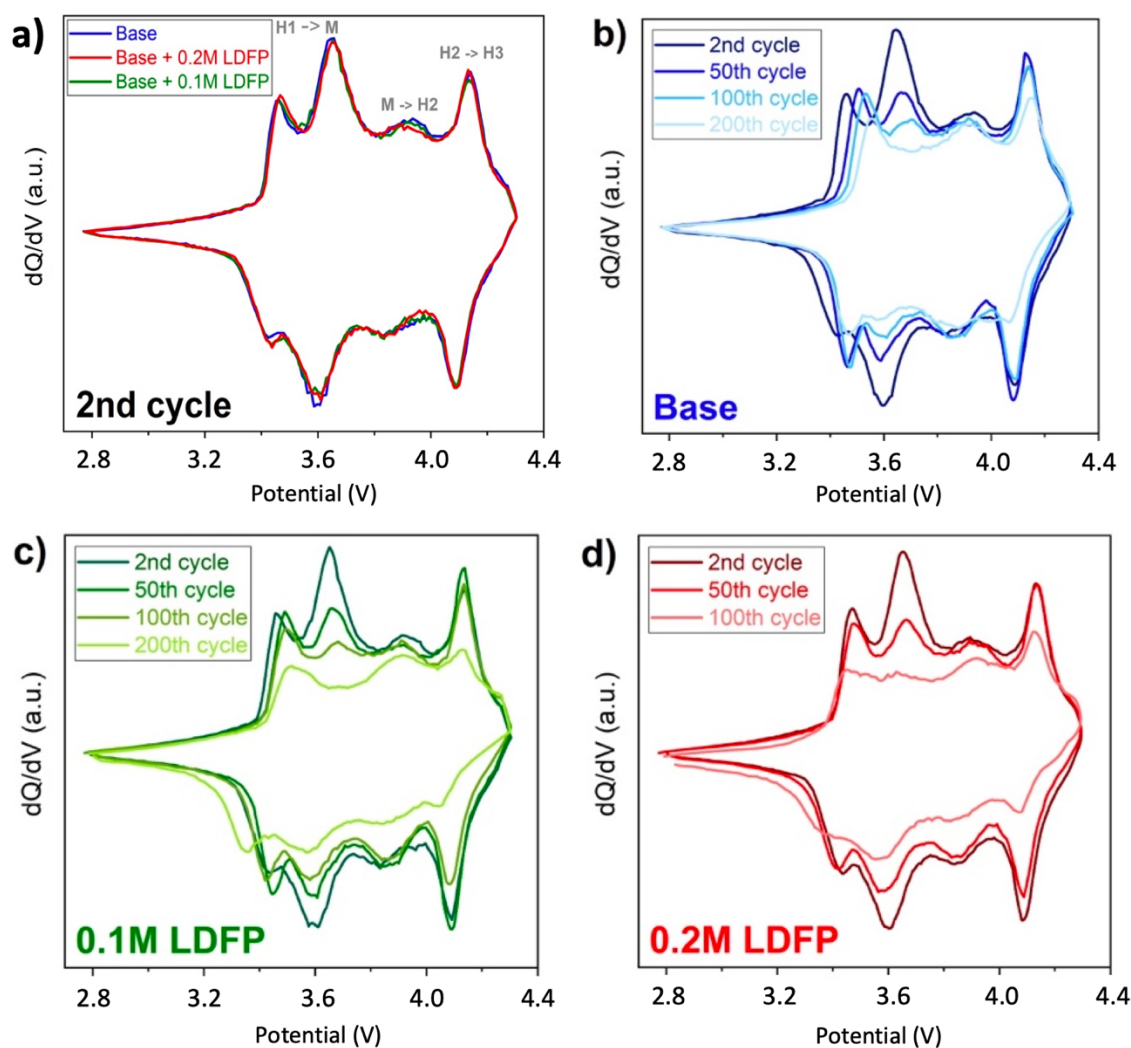 a)
Base
Base + 0.2M LDFP
Base + 0.1M LDFP
H1 -> M
M -> H2
H2 -> H3
dQ/dV (a.u.)
2nd cycle
2.8 3.2 3.6 4.0 4.4
Potential (V)
b)
2nd cycle
50th cycle
100th cycle
200th cycle
dQ/dV (a.u.)
Base
2.8 3.2 3.6 4.0 4.4
Potential (V)
c)
2nd cycle
50th cycle
100th cycle
200th cycle
dQ/dV (a.u.)
0.1M LDFP
2.8 3.2 3.6 4.0 4.4
Potential (V)
d)
2nd cycle
50th cycle
100th cycle
dQ/dV (a.u.)
0.2M LDFP
2.8 3.2 3.6 4.0 4.4
Potential (V)